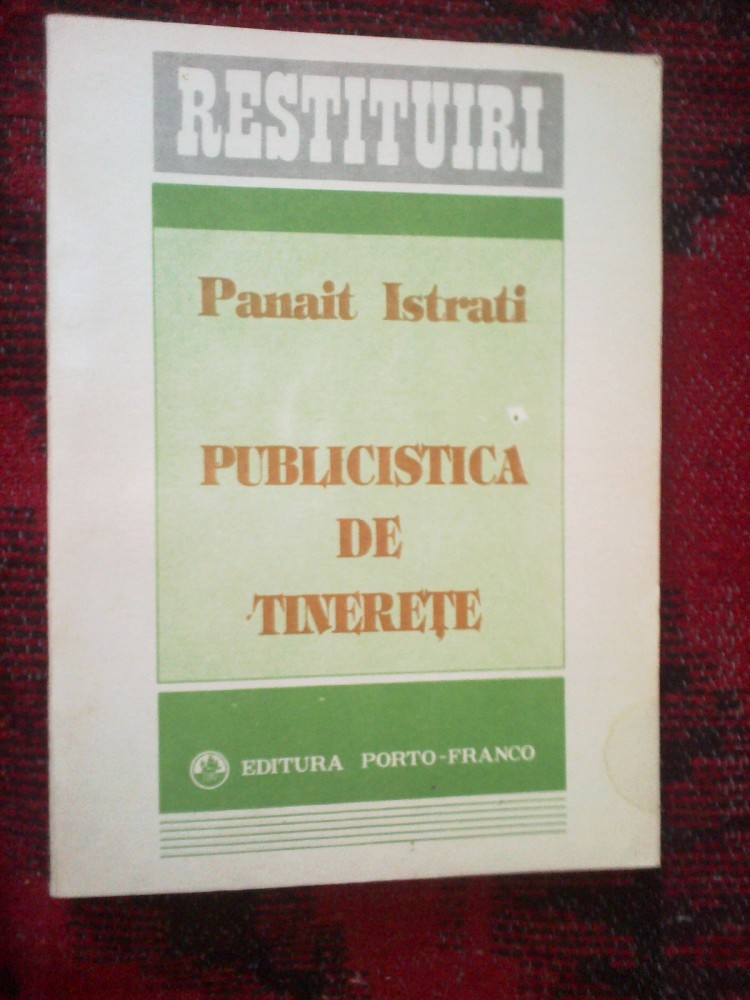 RESTITUIRI
Panait Istrati
PUBLICISTICA
DE
TINEREȚE
EDITURA PORTO-FRANCO